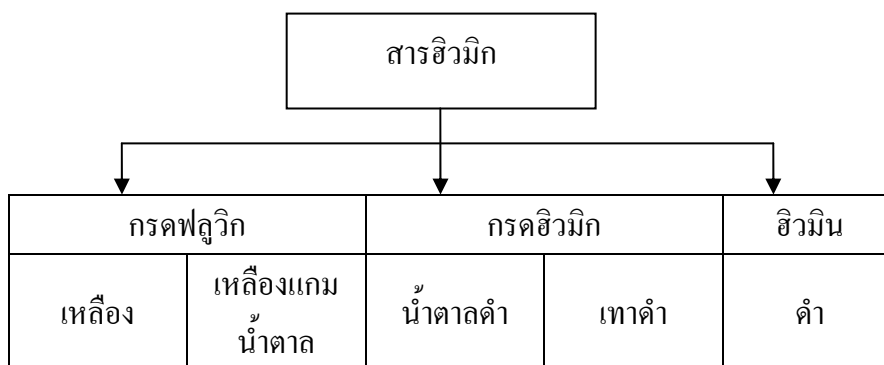 สารฮิวมิก
กรดฟลูวิก
กรดฮิวมิก
ฮิวมิน
เหลือง
เหลืองแกม
น้ำตาล
น้ำตาลดำ
เทาดำ
ดำ